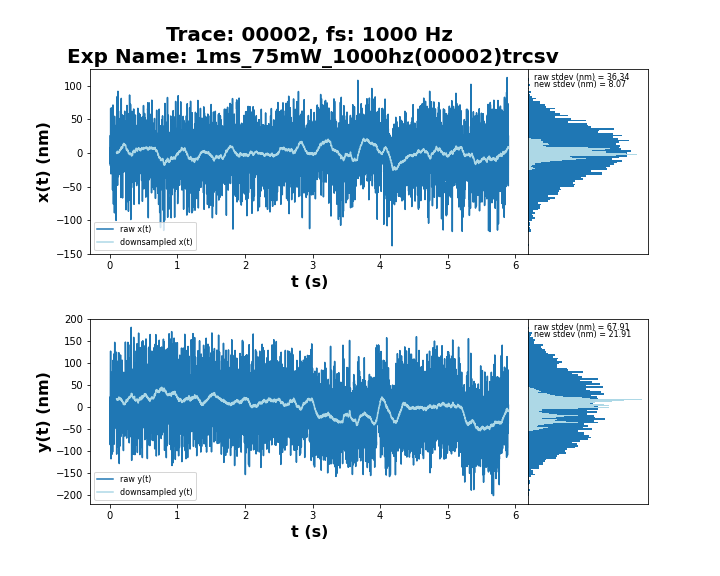 Trace: 00002, fs: 1000 Hz
Exp Name: 1ms_75mW_1000hz(00002)trcsv
x(t) (nm)
100
50
0
−50
−100
−150
raw x(t)
downsampled x(t)
0 1 2 3 4 5 6
t (s)
raw stdev (nm) = 36.34
new stdev (nm) = 8.07
y(t) (nm)
200
150
100
50
0
−50
−100
−150
−200
raw y(t)
downsampled y(t)
0 1 2 3 4 5 6
t (s)
raw stdev (nm) = 67.91
new stdev (nm) = 21.91